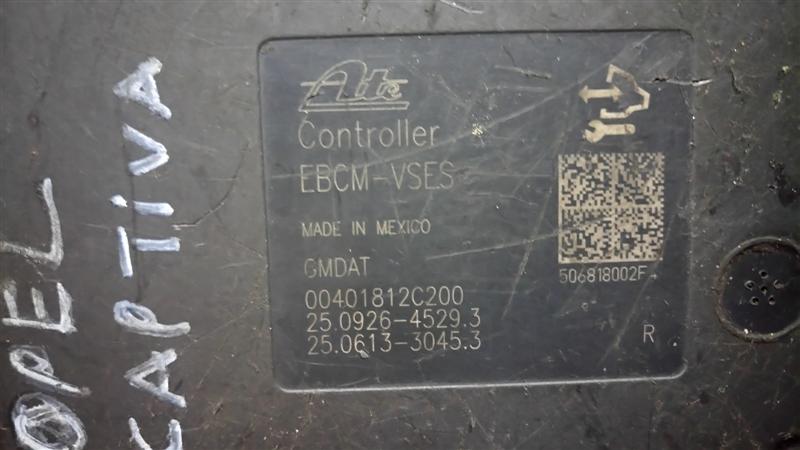 OPEL
CAPTiVA
Ate
Controller
EBCM-VSES
MADE IN MEXICO
GMDAT
00401812C200
25.0926-4529.3
25.0613-3045.3
506818002F
R